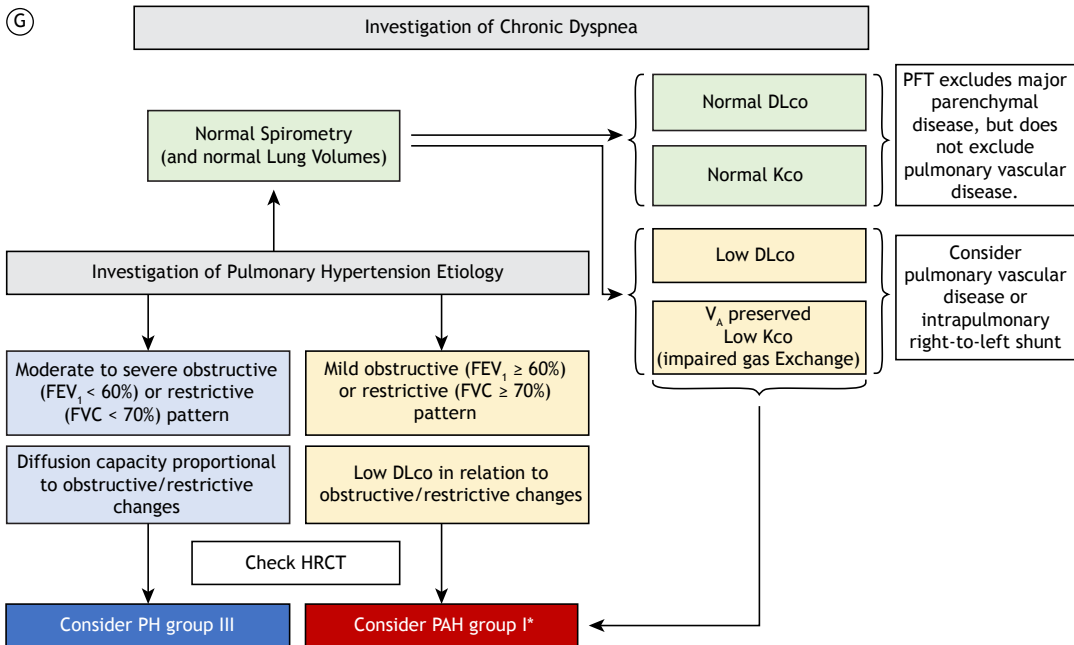 G
Investigation of Chronic Dyspnea
Normal Spirometry
(and normal Lung Volumes)
Normal DLco
Normal Kco
PFT excludes major
parenchymal
disease, but does
not exclude
pulmonary vascular
disease.
Investigation of Pulmonary Hypertension Etiology
Low DLco
V_A preserved
Low Kco
(impaired gas Exchange)
Consider
pulmonary vascular
disease or
intrapulmonary
right-to-left shunt
Moderate to severe obstructive
(FEV₁ < 60%) or restrictive
(FVC < 70%) pattern
Mild obstructive (FEV₁ ≥ 60%)
or restrictive (FVC ≥ 70%)
pattern
Diffusion capacity proportional
to obstructive/restrictive
changes
Low DLco in relation to
obstructive/restrictive changes
Check HRCT
Consider PH group III
Consider PAH group I*